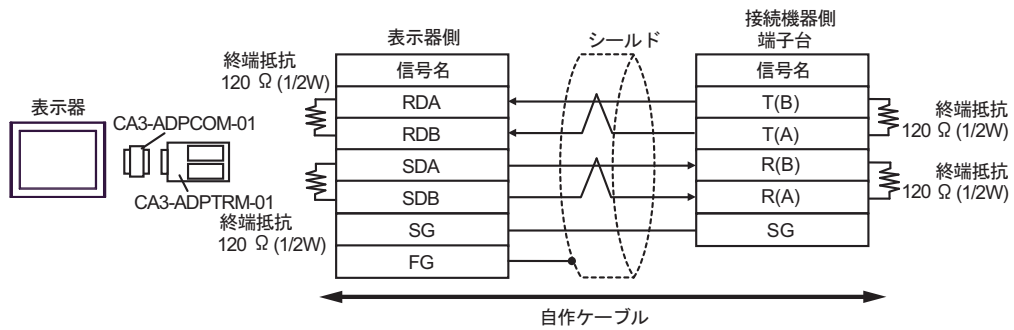 表示器
CA3-ADPCOM-01
CA3-ADPTRM-01
終端抵抗
120 Ω (1/2W)
終端抵抗
120 Ω (1/2W)
表示器側
信号名
RDA
RDB
SDA
SDB
SG
FG
シールド
接続機器側
端子台
信号名
T(B)
T(A)
R(B)
R(A)
SG
終端抵抗
120 Ω (1/2W)
終端抵抗
120 Ω (1/2W)
自作ケーブル